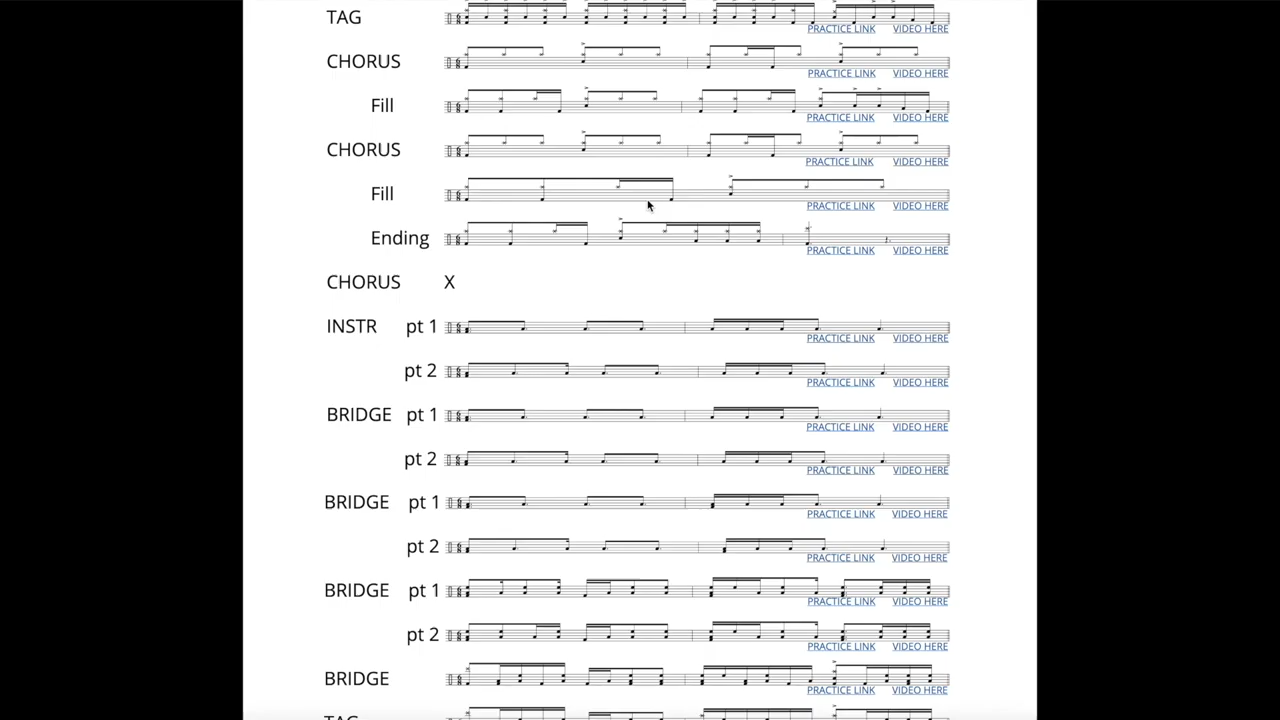 TAG PRACTICE LINK VIDEO HERE
CHORUS PRACTICE LINK VIDEO HERE
Fill PRACTICE LINK VIDEO HERE
CHORUS PRACTICE LINK VIDEO HERE
Fill PRACTICE LINK VIDEO HERE
Ending PRACTICE LINK VIDEO HERE
CHORUS X
INSTR pt 1 PRACTICE LINK VIDEO HERE
pt 2 PRACTICE LINK VIDEO HERE
BRIDGE pt 1 PRACTICE LINK VIDEO HERE
pt 2 PRACTICE LINK VIDEO HERE
BRIDGE pt 1 PRACTICE LINK VIDEO HERE
pt 2 PRACTICE LINK VIDEO HERE
BRIDGE pt 1 PRACTICE LINK VIDEO HERE
pt 2 PRACTICE LINK VIDEO HERE
BRIDGE PRACTICE LINK VIDEO HERE
TAG